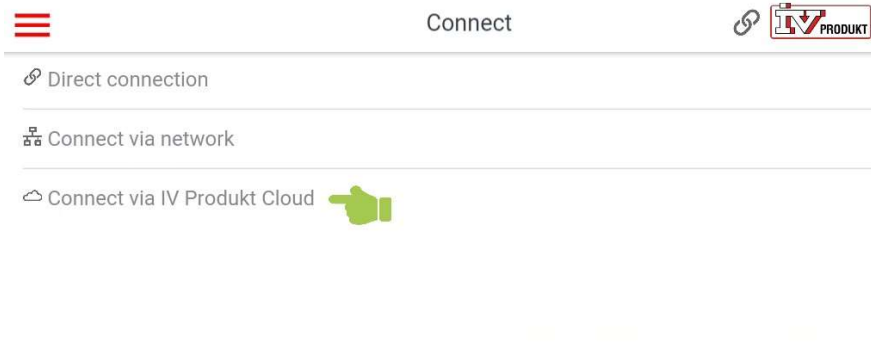 Connect
IV PRODUKT
Direct connection
Connect via network
Connect via IV Produkt Cloud